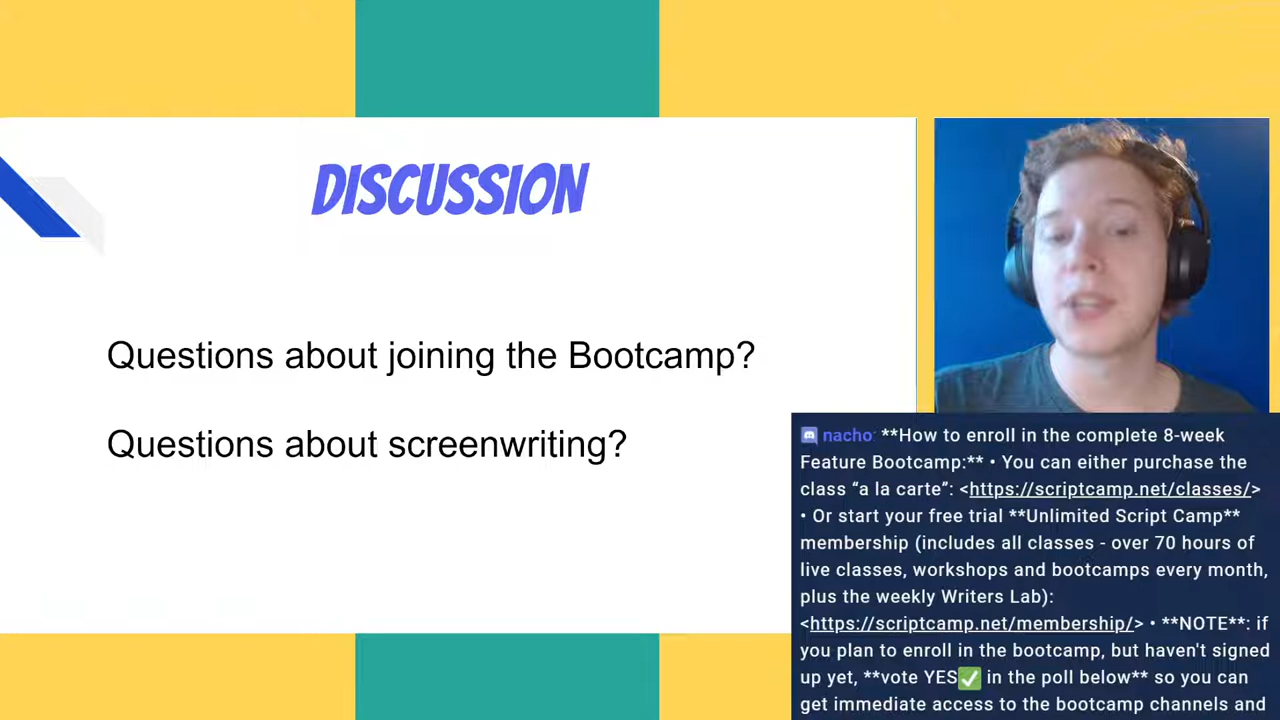 DISCUSSION
Questions about joining the Bootcamp?
Questions about screenwriting?
nacho: **How to enroll in the complete 8-week
Feature Bootcamp:** • You can either purchase the
class “a la carte”: <https://scriptcamp.net/classes/>
• Or start your free trial **Unlimited Script Camp**
membership (includes all classes - over 70 hours of
live classes, workshops and bootcamps every month,
plus the weekly Writers Lab):
<https://scriptcamp.net/membership/> • **NOTE**: if
you plan to enroll in the bootcamp, but haven't signed
up yet, **vote YES✅ in the poll below** so you can
get immediate access to the bootcamp channels and